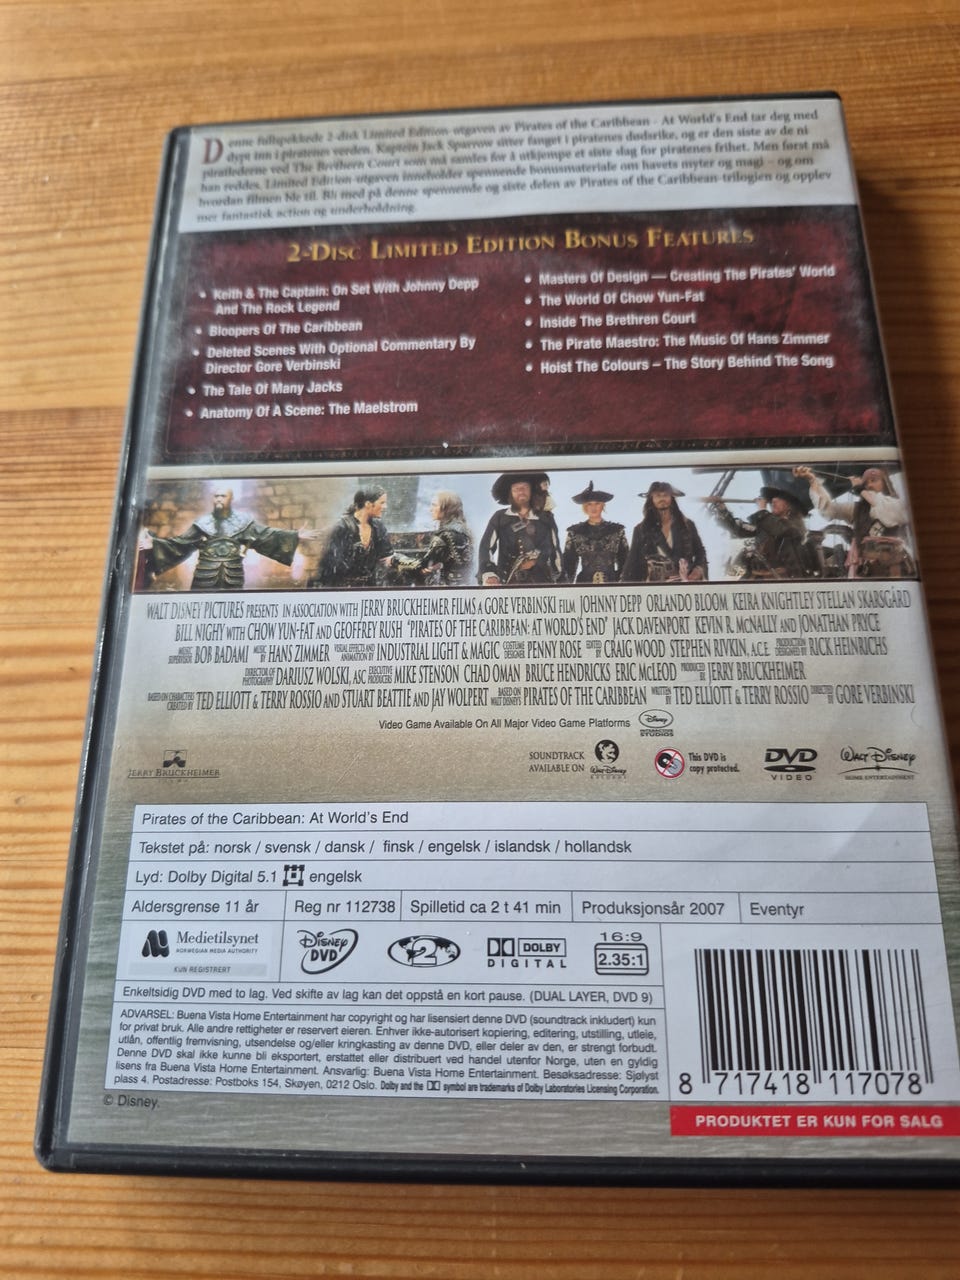 Denne fullspekkede 2-disk Limited Edition-utgaven av Pirates of the Caribbean - At World's End tar deg med
dypt inn i piratenes verden. Kaptein Jack Sparrow sitter fanget i piratenes dødsrike, og er den siste av de ni
piratlederne ved The Brethern Court som må samles for å utkjempe et siste slag for piratenes frihet. Men først må
han reddes. Limited Edition-utgaven inneholder spennende bonusmateriale om havets myter og magi - og om
hvordan filmen ble til. Bli med på denne spennende og siste delen av Pirates of the Caribbean-trilogien og opplev
mer fantastisk action og underholdning.
2-Disc Limited Edition Bonus Features
• Keith & The Captain: On Set With Johnny Depp
And The Rock Legend
• Bloopers Of The Caribbean
• Deleted Scenes With Optional Commentary By
Director Gore Verbinski
• The Tale Of Many Jacks
• Anatomy Of A Scene: The Maelstrom
• Masters Of Design — Creating The Pirates' World
• The World Of Chow Yun-Fat
• Inside The Brethren Court
• The Pirate Maestro: The Music Of Hans Zimmer
• Hoist The Colours – The Story Behind The Song
WALT DISNEY PICTURES PRESENTS IN ASSOCIATION WITH JERRY BRUCKHEIMER FILMS A GORE VERBINSKI FILM JOHNNY DEPP ORLANDO BLOOM KEIRA KNIGHTLEY STELLAN SKARSGÅRD
BILL NIGHY WITH CHOW YUN-FAT AND GEOFFREY RUSH "PIRATES OF THE CARIBBEAN: AT WORLD'S END" JACK DAVENPORT KEVIN R. McNALLY AND JONATHAN PRYCE
MUSIC SUPERVISOR BOB BADAMI MUSIC BY HANS ZIMMER VISUAL EFFECTS AND ANIMATION BY INDUSTRIAL LIGHT & MAGIC COSTUME DESIGNER PENNY ROSE EDITED BY CRAIG WOOD STEPHEN RIVKIN, A.C.E. PRODUCTION DESIGNED BY RICK HEINRICHS
DIRECTOR OF PHOTOGRAPHY DARIUSZ WOLSKI, ASC EXECUTIVE PRODUCERS MIKE STENSON CHAD OMAN BRUCE HENDRICKS ERIC McLEOD PRODUCED BY JERRY BRUCKHEIMER
BASED ON CHARACTERS CREATED BY TED ELLIOTT & TERRY ROSSIO AND STUART BEATTIE AND JAY WOLPERT BASED ON WALT DISNEY'S PIRATES OF THE CARIBBEAN WRITTEN BY TED ELLIOTT & TERRY ROSSIO DIRECTED BY GORE VERBINSKI
Video Game Available On All Major Video Game Platforms Disney INTERACTIVE STUDIOS
JERRY BRUCKHEIMER
FILMS
SOUNDTRACK
AVAILABLE ON
Walt Disney
RECORDS
This DVD is
copy protected.
DVD
VIDEO
WALT DISNEY
HOME ENTERTAINMENT
Pirates of the Caribbean: At World's End
Tekstet på: norsk / svensk / dansk / finsk / engelsk / islandsk / hollandsk
Lyd: Dolby Digital 5.1 engelsk
Aldersgrense 11 år Reg nr 112738 Spilletid ca 2 t 41 min Produksjonsår 2007 Eventyr
Medietilsynet
NORWEGIAN MEDIA AUTHORITY
KUN REGISTRERT
Disney
DVD
2
DOLBY
DIGITAL
16:9
2.35:1
Enkeltsidig DVD med to lag. Ved skifte av lag kan det oppstå en kort pause. (DUAL LAYER, DVD 9)
ADVARSEL: Buena Vista Home Entertainment har copyright og har lisensiert denne DVD (soundtrack inkludert) kun
for privat bruk. Alle andre rettigheter er reservert eieren. Enhver ikke-autorisert kopiering, editering, utstilling, utleie,
utlån, offentlig fremvisning, utsendelse og/eller kringkasting av denne DVD, eller deler av den, er strengt forbudt.
Denne DVD skal ikke kunne bli eksportert, erstattet eller distribuert ved handel utenfor Norge, uten en gyldig
lisens fra Buena Vista Home Entertainment. Ansvarlig: Buena Vista Home Entertainment. Besøksadresse: Sjølyst
plass 4. Postadresse: Postboks 154, Skøyen, 0212 Oslo. Dolby and the symbol are trademarks of Dolby Laboratories Licensing Corporation.
8 717418 117078
© Disney.
PRODUKTET ER KUN FOR SALG